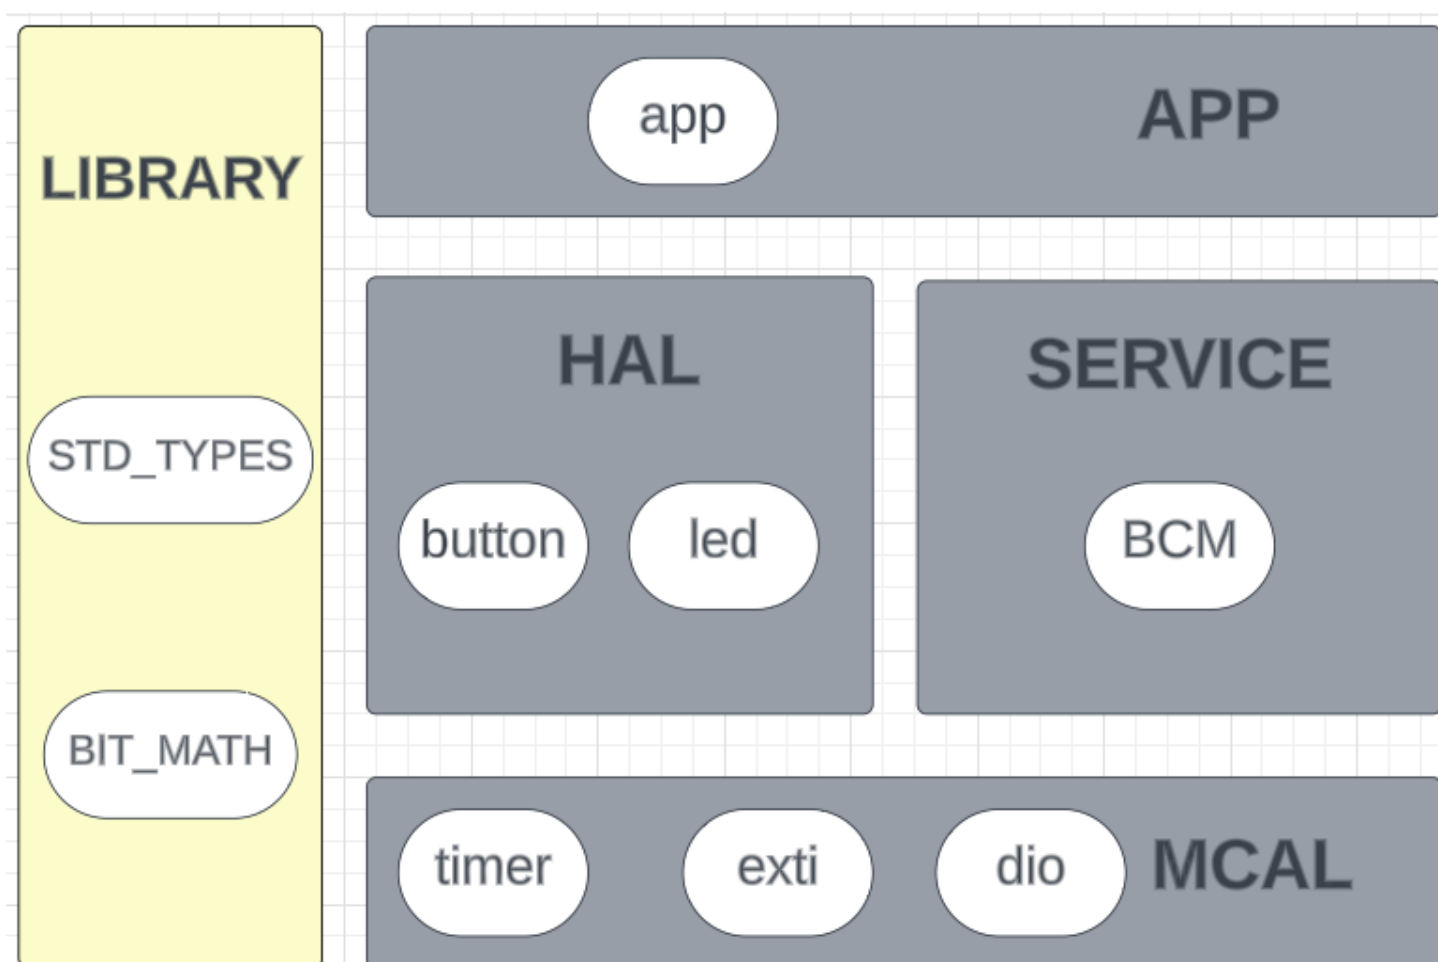 LIBRARY
STD_TYPES
BIT_MATH
app
APP
HAL
button
led
SERVICE
BCM
timer
exti
dio
MCAL